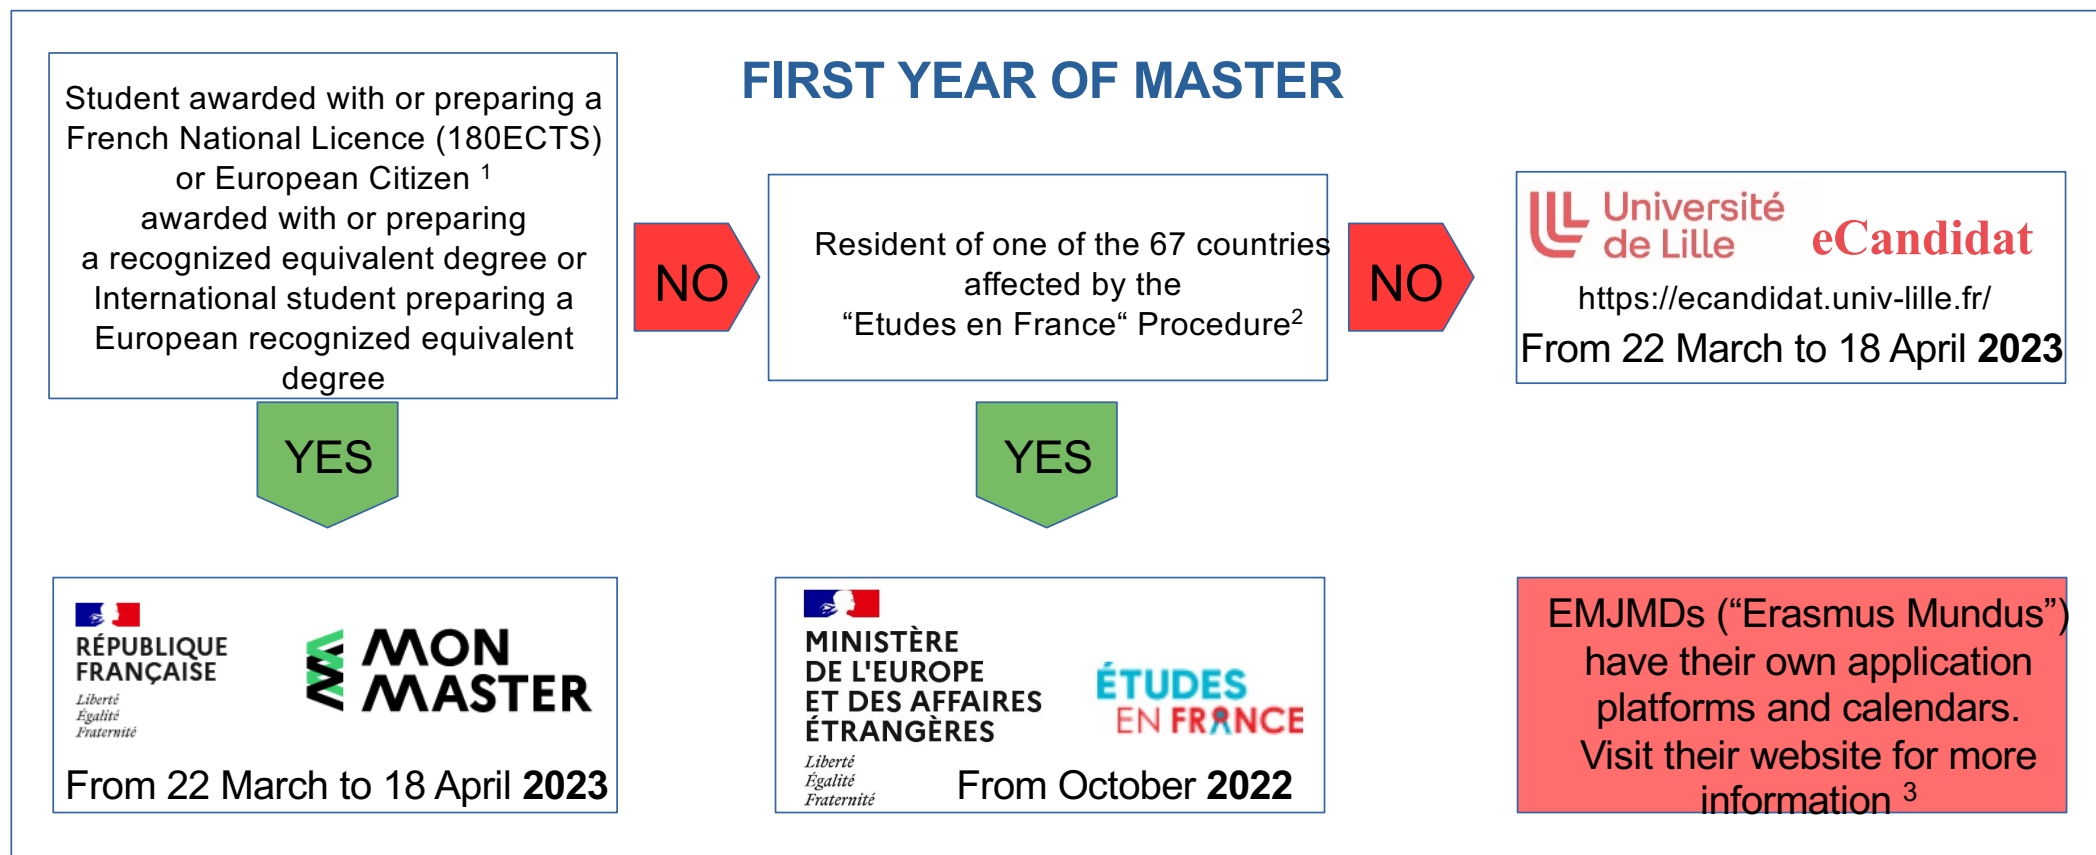 FIRST YEAR OF MASTER
Student awarded with or preparing a
French National Licence (180ECTS)
or European Citizen 1
awarded with or preparing
a recognized equivalent degree or
International student preparing a
European recognized equivalent
degree
NO
Resident of one of the 67 countries
affected by the
“Etudes en France“ Procedure2
NO
Université
de Lille
eCandidat
https://ecandidat.univ-lille.fr/
From 22 March to 18 April 2023
YES
YES
RÉPUBLIQUE
FRANÇAISE
Liberté
Égalité
Fraternité
MON
MASTER
From 22 March to 18 April 2023
MINISTÈRE
DE L'EUROPE
ET DES AFFAIRES
ÉTRANGÈRES
Liberté
Égalité
Fraternité
ÉTUDES
EN FRANCE
From October 2022
EMJMDs (“Erasmus Mundus”)
have their own application
platforms and calendars.
Visit their website for more
information 3